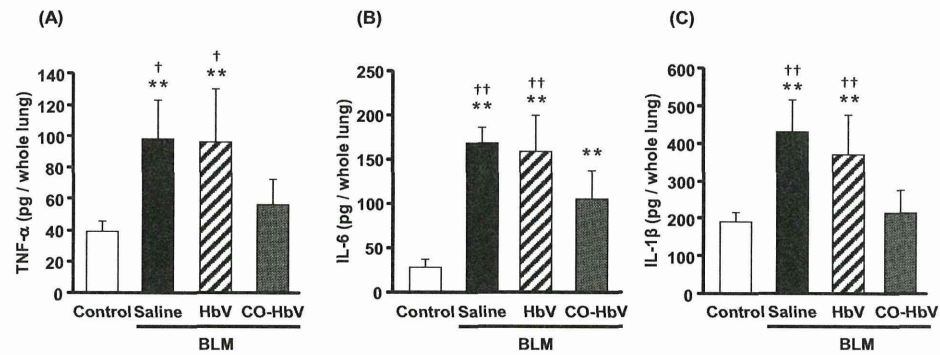 (A)
TNF-α (pg / whole lung)
140
120
100
80
60
40
20
0
†
**
†
**
Control Saline HbV CO-HbV
BLM
(B)
IL-6 (pg / whole lung)
250
200
150
100
50
0
††
**
††
**
**
Control Saline HbV CO-HbV
BLM
(C)
IL-1β (pg / whole lung)
600
500
400
300
200
100
0
††
**
††
**
Control Saline HbV CO-HbV
BLM